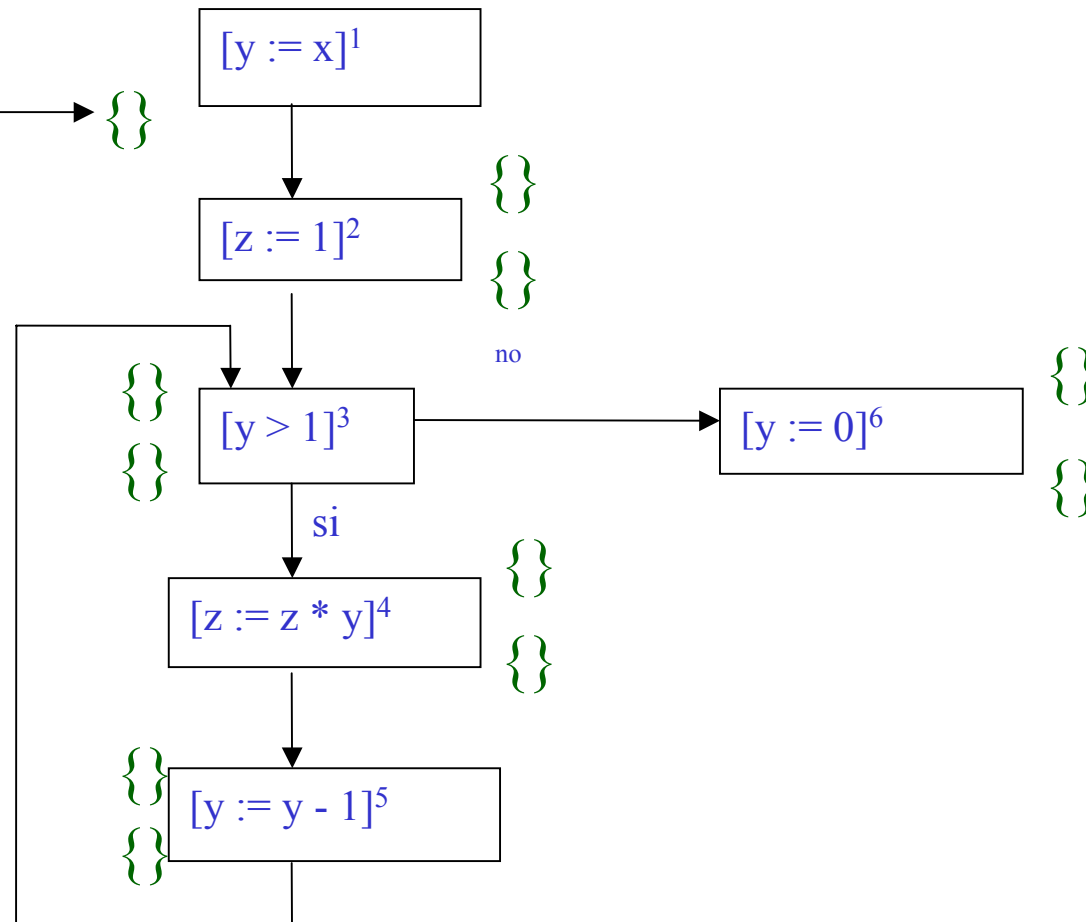 [y := x]1
{}
{}
[z := 1]2
{}
no
{}
{}
[y > 1]3
[y := 0]6
{}
{}
si
{}
[z := z * y]4
{}
{}
[y := y - 1]5
{}